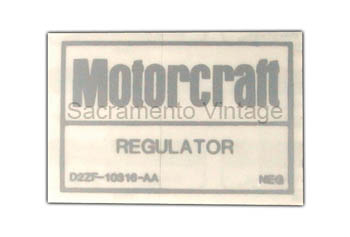 Motorcraft
Sacramento Vintage
REGULATOR
D2ZF-10316-AA NEG